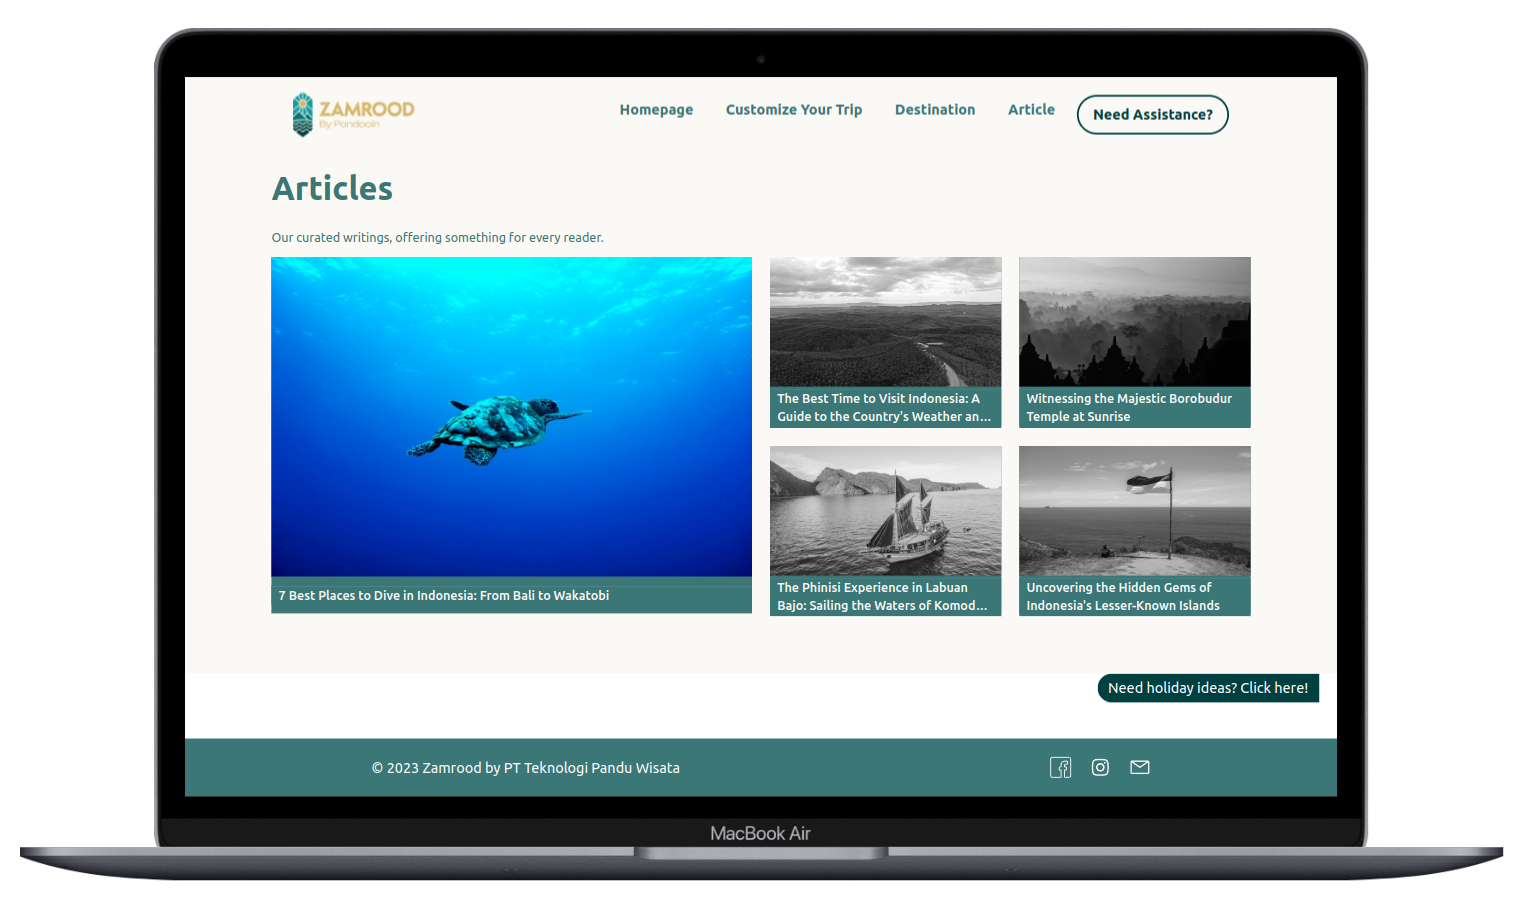 ZAMROOD
By Pandooin
Homepage
Customize Your Trip
Destination
Article
Need Assistance?
Articles
Our curated writings, offering something for every reader.
7 Best Places to Dive in Indonesia: From Bali to Wakatobi
The Best Time to Visit Indonesia: A
Guide to the Country's Weather an...
Witnessing the Majestic Borobudur
Temple at Sunrise
The Phinisi Experience in Labuan
Bajo: Sailing the Waters of Komod...
Uncovering the Hidden Gems of
Indonesia's Lesser-Known Islands
Need holiday ideas? Click here!
© 2023 Zamrood by PT Teknologi Pandu Wisata
MacBook Air